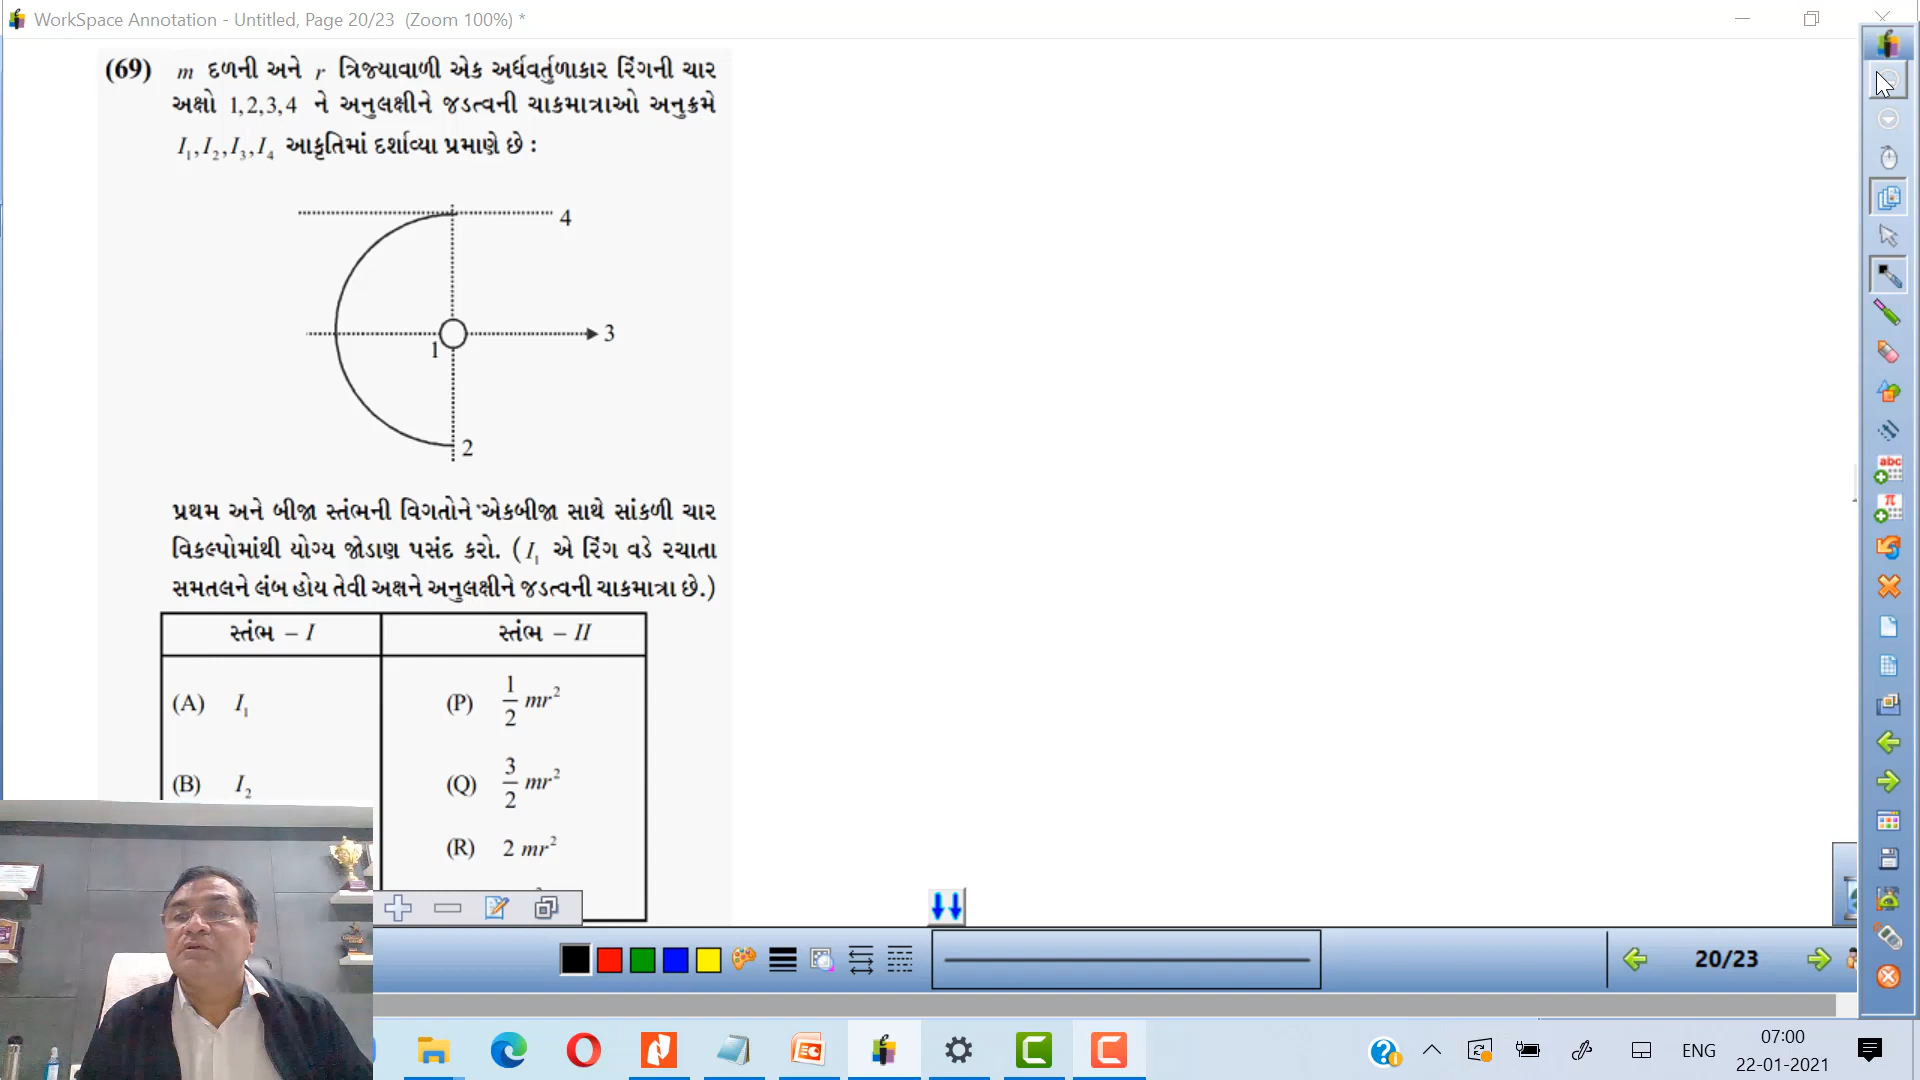 WorkSpace Annotation - Untitled, Page 20/23 (Zoom 100%) *
(69) m દળની અને r ત્રિજ્યાવાળી એક અર્ધવર્તુળાકાર રિંગની ચાર
અક્ષો 1,2,3,4 ને અનુલક્ષીને જડત્વની ચાકમાત્રાઓ અનુક્રમે
I₁, I₂, I₃, I₄ આકૃતિમાં દર્શાવ્યા પ્રમાણે છે :
4
3
1
2
પ્રથમ અને બીજા સ્તંભની વિગતોને એકબીજા સાથે સાંકળી ચાર
વિકલ્પોમાંથી યોગ્ય જોડાણ પસંદ કરો. (I₁ એ રિંગ વડે રચાતા
સમતલને લંબ હોય તેવી અક્ષને અનુલક્ષીને જડત્વની ચાકમાત્રા છે.)
સ્તંભ – I સ્તંભ – II
(A) I₁ (P) 1/2 mr²
(B) I₂ (Q) 3/2 mr²
(R) 2 mr²
abc
π
20/23
ENG
07:00
22-01-2021